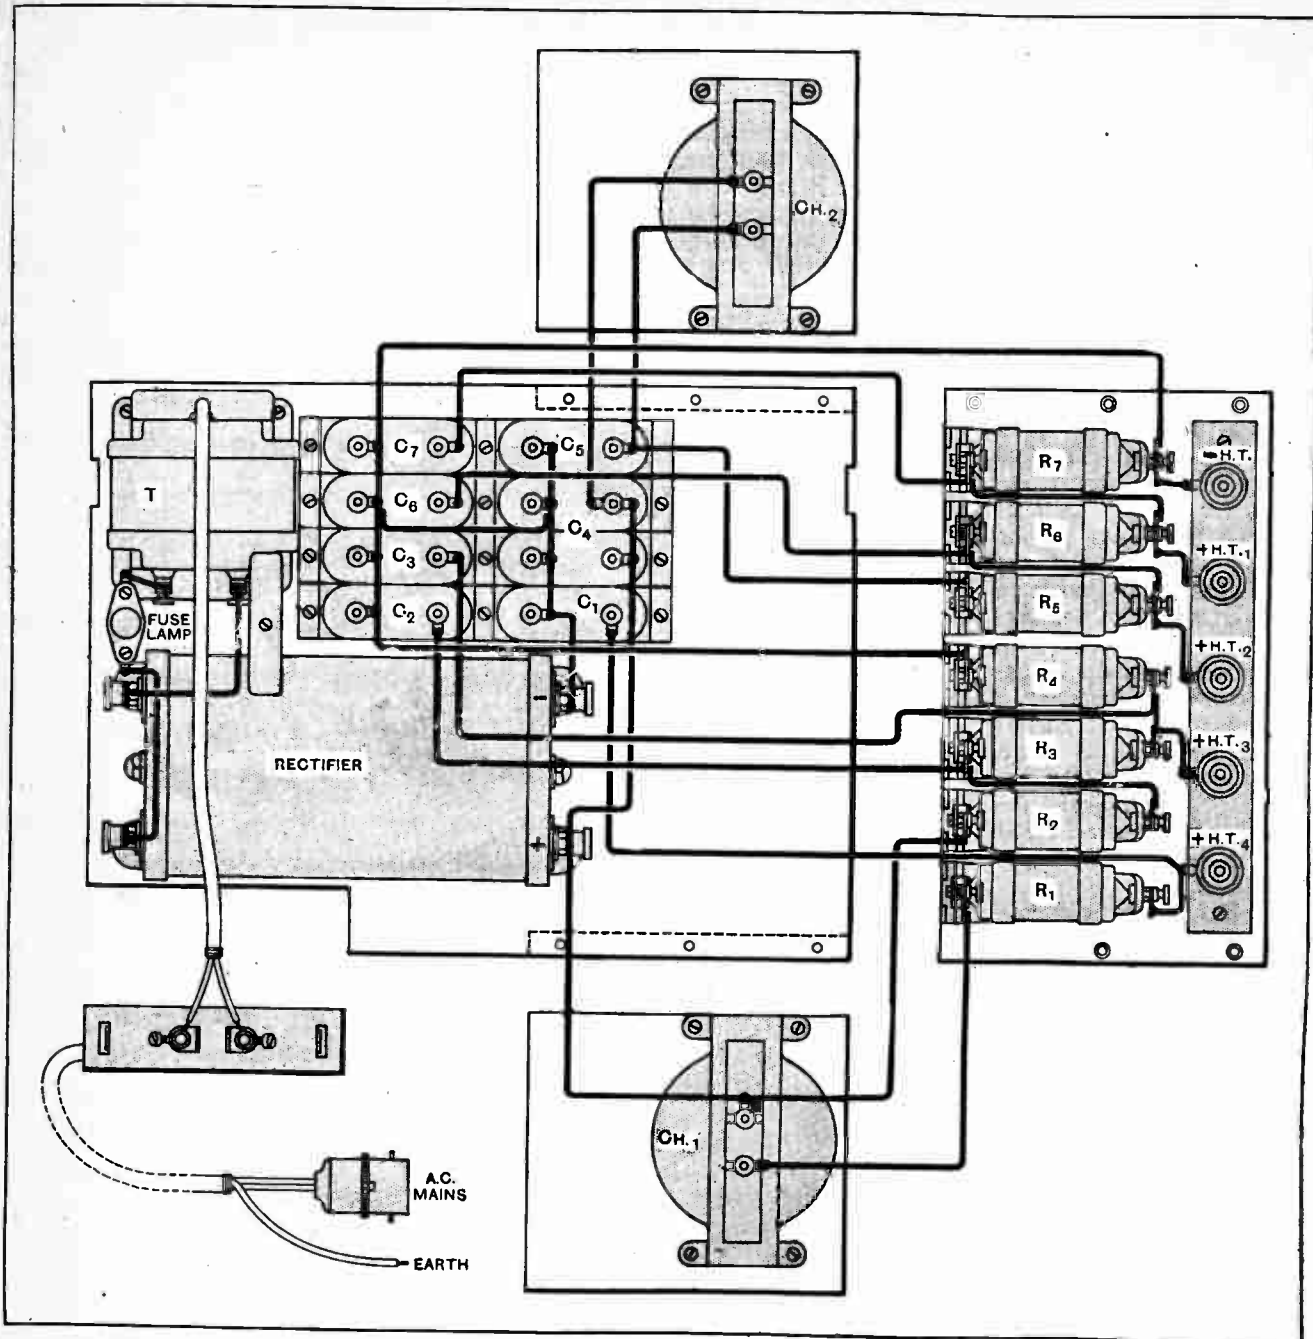 CH.2
C7
C5
R7
-H.T.
T
C6
C4
R6
+H.T.1
C3
FUSE
LAMP
C2
C1
R5
+H.T.2
R4
-
RECTIFIER
R3
+H.T.3
R2
+
+H.T.4
R1
CH.1
A.C.
MAINS
EARTH